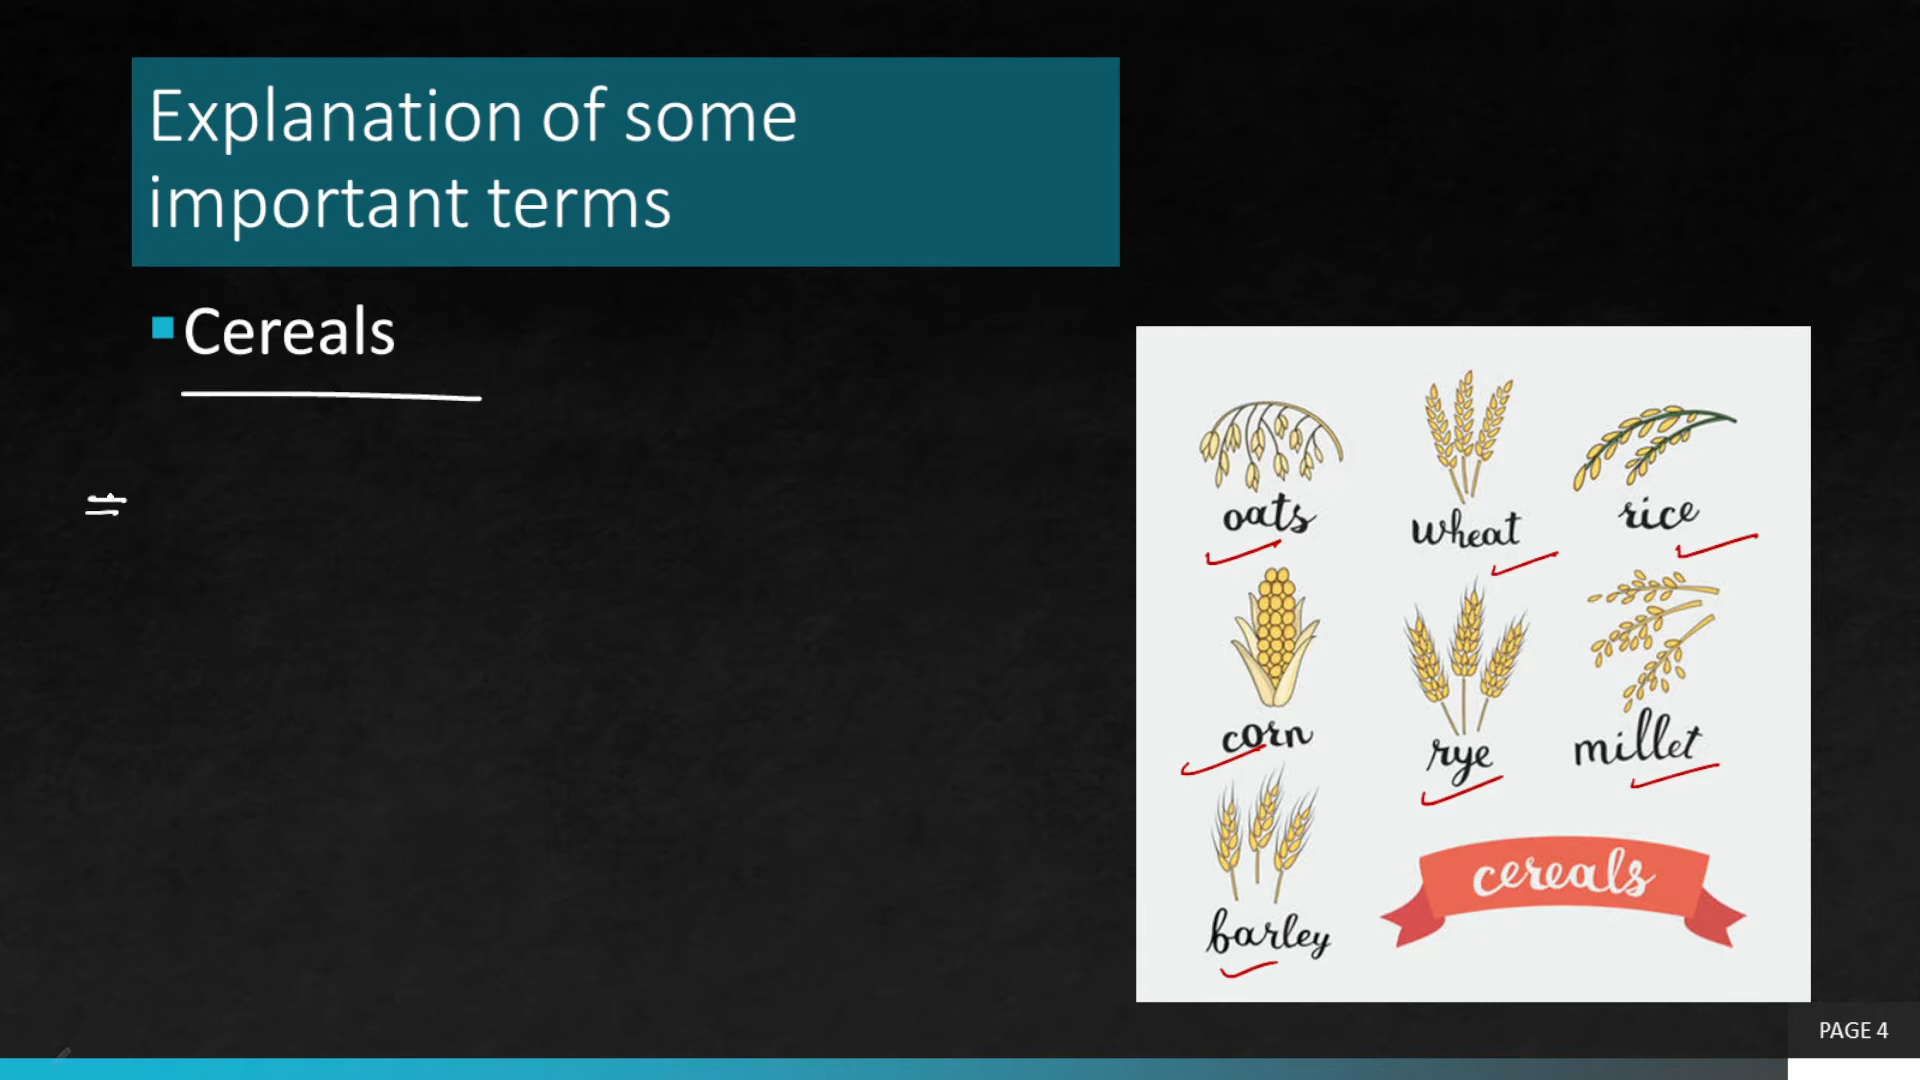 Explanation of some
important terms
Cereals
=
oats
wheat
rice
corn
rye
millet
barley
cereals
PAGE 4